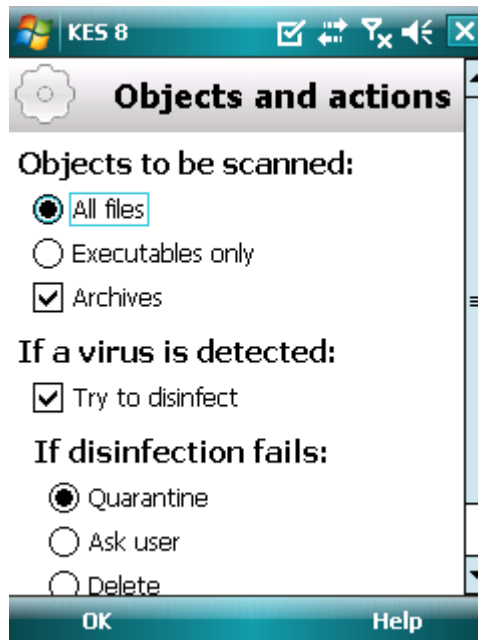 KES 8
Objects and actions
Objects to be scanned:
All files
Executables only
Archives
If a virus is detected:
Try to disinfect
If disinfection fails:
Quarantine
Ask user
Delete
OK Help